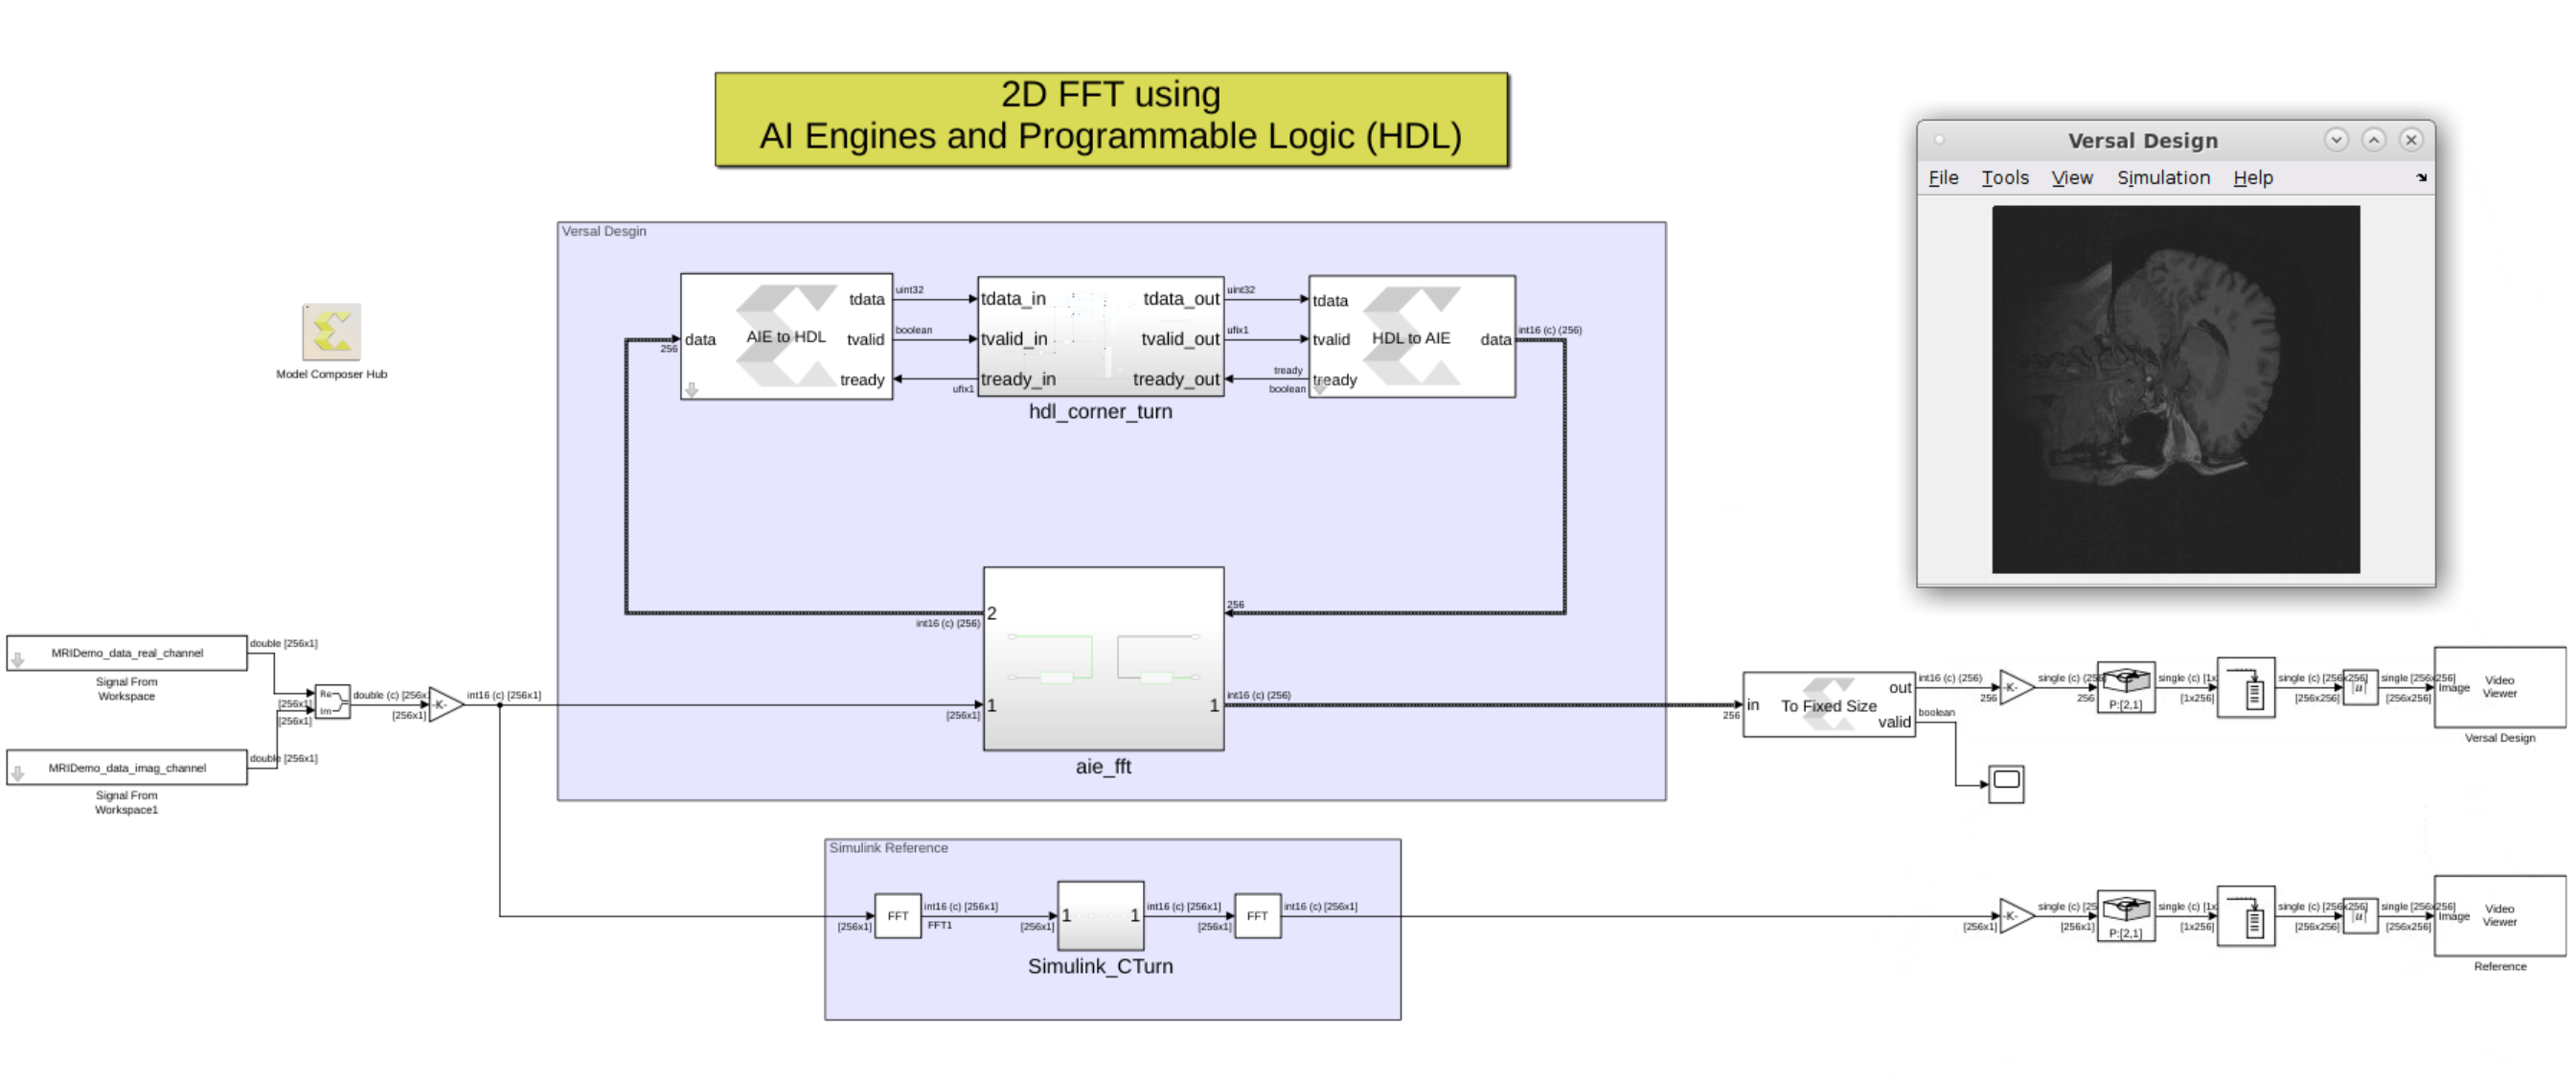 2D FFT using
AI Engines and Programmable Logic (HDL)
Versal Design
File Tools View Simulation Help
Versal Desgin
data
256
AIE to HDL
tdata
tvalid
tready
uint32
boolean
ufix1
tdata_in
tvalid_in
tready_in
tdata_out
tvalid_out
tready_out
hdl_corner_turn
uint32
ufix1
tready
boolean
tdata
tvalid
tready
HDL to AIE
data
int16 (c) (256)
Model Composer Hub
2
int16 (c) (256)
256
1
[256x1]
1
int16 (c) (256)
aie_fft
MRIDemo_data_real_channel
double [256x1]
Signal From
Workspace
MRIDemo_data_imag_channel
double [256x1]
Signal From
Workspace1
[256x1]
[256x1]
Re
Im
double (c) [256x
[256x1]
-K-
int16 (c) [256x1]
256
in
To Fixed Size
out
valid
int16 (c) (256)
256
boolean
-K-
single (c) (256)
256
P:[2,1]
single (c) [1x
[1x256]
single (c) [256x256]
[256x256]
|u|
single [256x256]
[256x256]
Image
Video
Viewer
Versal Design
Simulink Reference
[256x1]
FFT
int16 (c) [256x1]
FFT1
[256x1]
1
1
Simulink_CTurn
int16 (c) [256x1]
[256x1]
FFT
int16 (c) [256x1]
[256x1]
-K-
single (c) [25
[256x1]
P:[2,1]
single (c) [1x
[1x256]
single (c) [256x256]
[256x256]
|u|
single [256x256]
[256x256]
Image
Video
Viewer
Reference